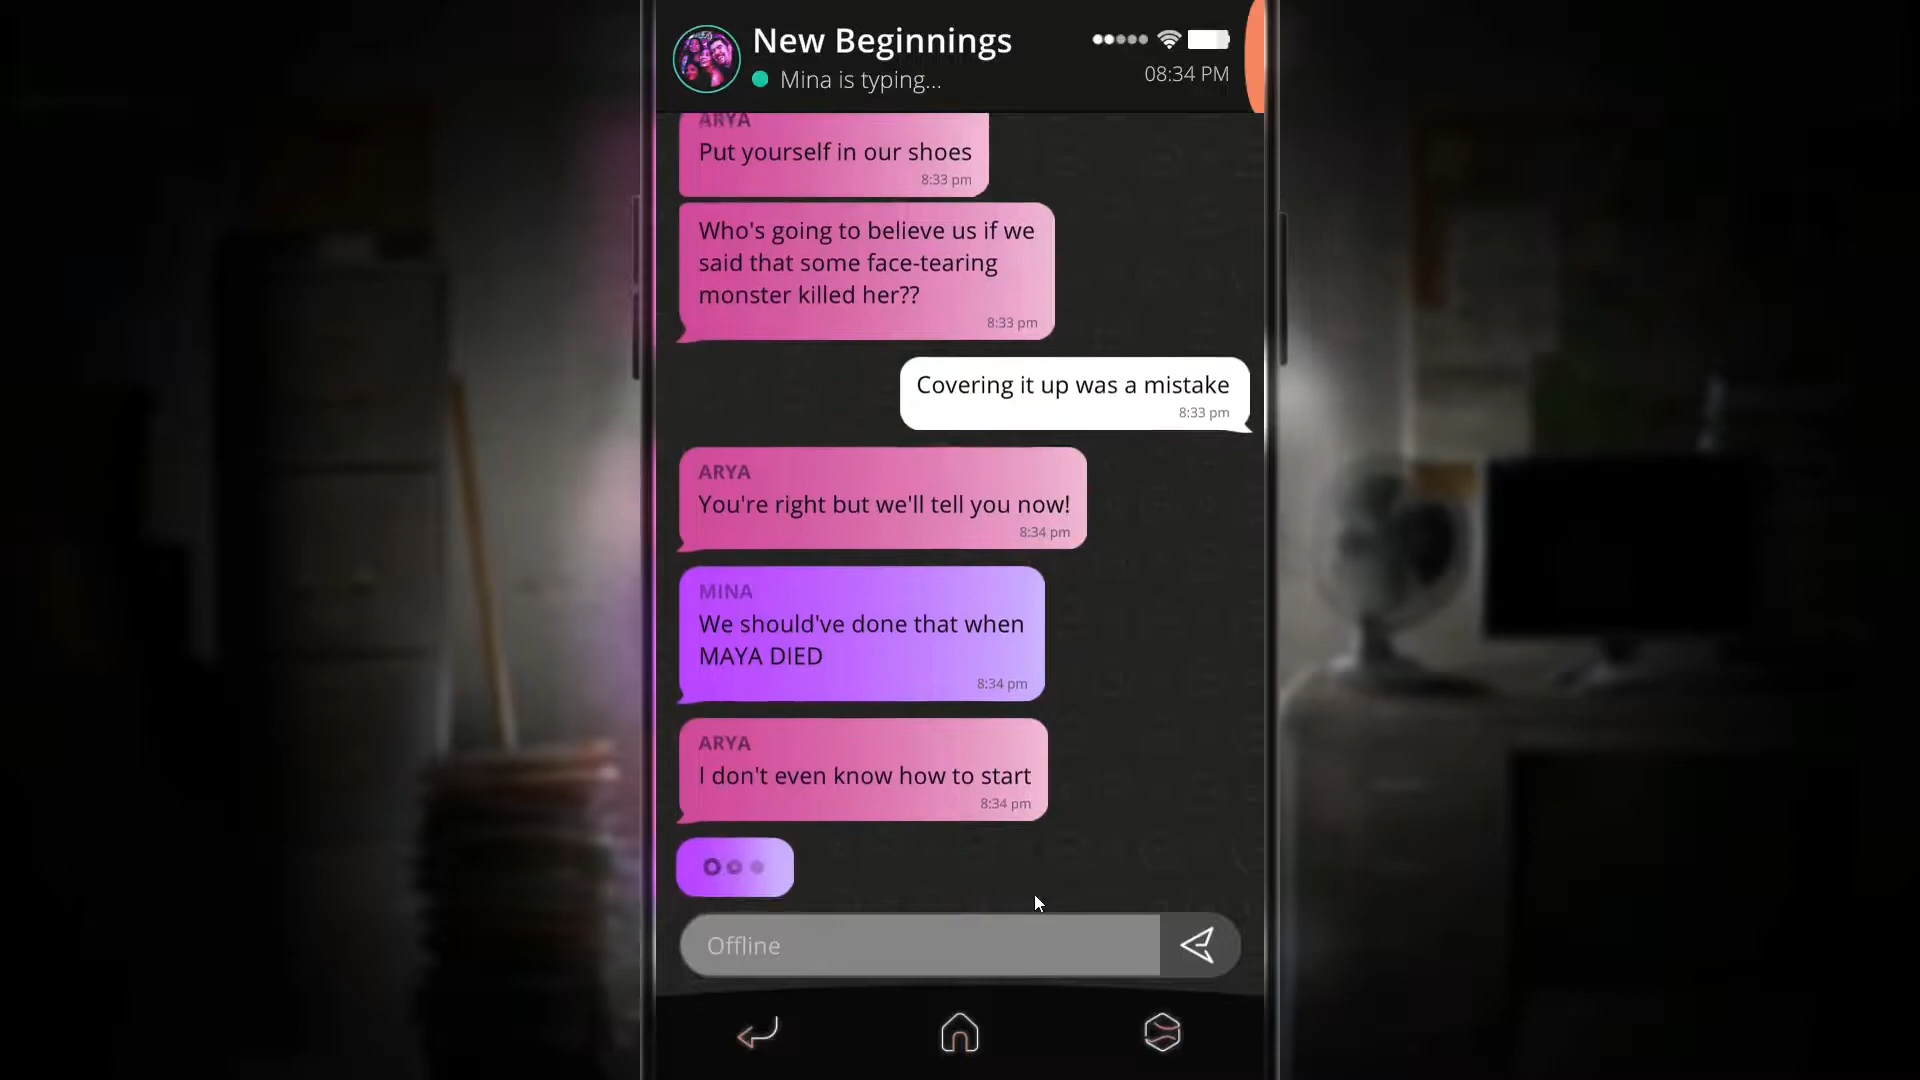 New Beginnings
Mina is typing...
08:34 PM
ARYA
Put yourself in our shoes
8:33 pm
Who's going to believe us if we
said that some face-tearing
monster killed her??
8:33 pm
Covering it up was a mistake
8:33 pm
ARYA
You're right but we'll tell you now!
8:34 pm
MINA
We should've done that when
MAYA DIED
8:34 pm
ARYA
I don't even know how to start
8:34 pm
Offline